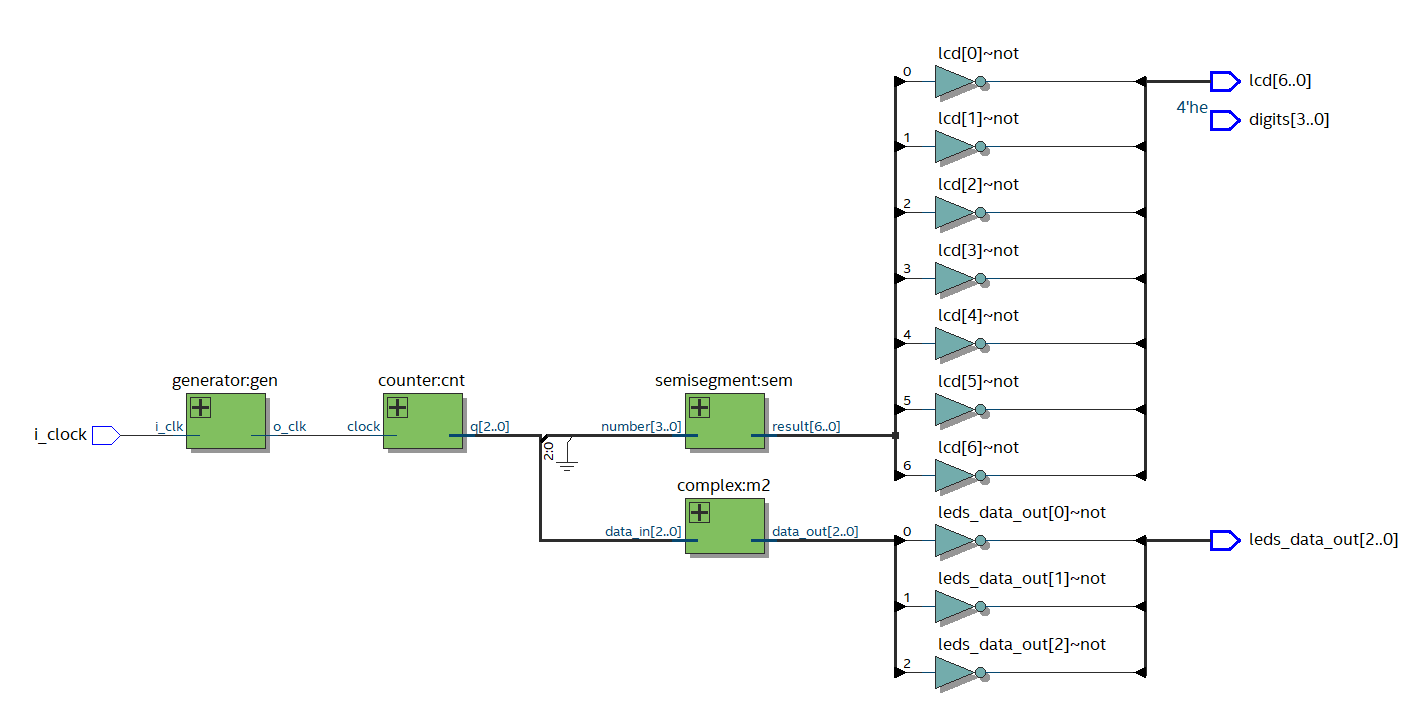 lcd[0]~not
0
lcd[6..0]
4'he
digits[3..0]
lcd[1]~not
1
lcd[2]~not
2
lcd[3]~not
3
lcd[4]~not
4
generator:gen
counter:cnt
semisegment:sem
lcd[5]~not
5
i_clock
i_clk
o_clk
clock
q[2..0]
2:0
number[3..0]
result[6..0]
lcd[6]~not
6
complex:m2
data_in[2..0]
data_out[2..0]
leds_data_out[0]~not
0
leds_data_out[2..0]
leds_data_out[1]~not
1
leds_data_out[2]~not
2